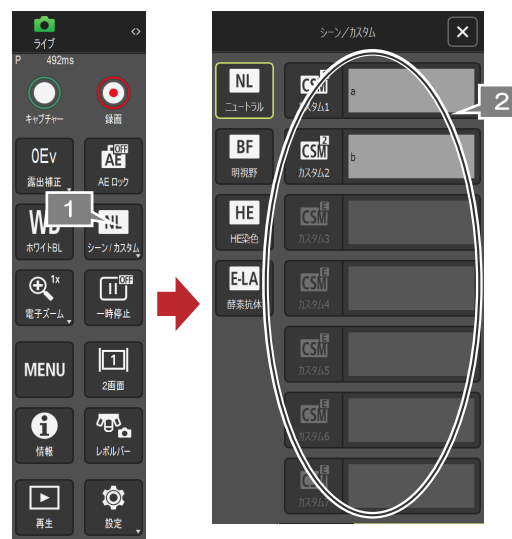 ライブ
P 492ms
キャプチャー 録画
0Ev AE OFF
露出補正 AE ロック
WB NL
1
ホワイトBL シーン/カスタム
1x OFF
電子ズーム 一時停止
MENU 1
2画面
情報 レボルバー
再生 設定
シーン/カスタム
NL
ニュートラル
BF
明視野
HE
HE染色
E-LA
酵素抗体
CSM
カスタム1 a
2
CSM 2
カスタム2 b
CSM E
カスタム3
CSM E
カスタム4
CSM E
カスタム5
CSM E
カスタム6
CSM E